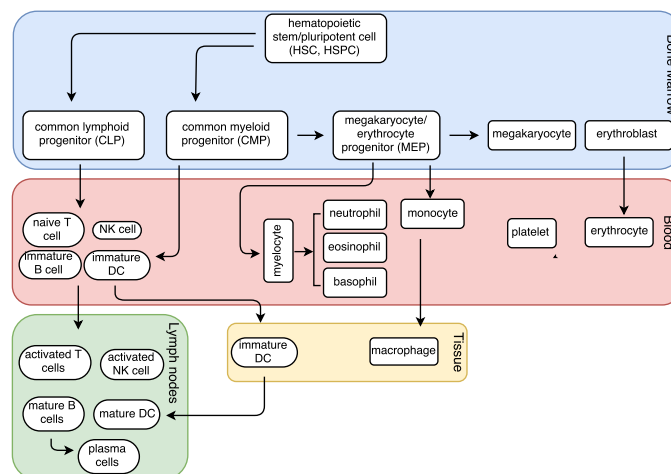 hematopoietic
stem/pluripotent cell
(HSC, HSPC)
Bone Marrow
common lymphoid
progenitor (CLP)
common myeloid
progenitor (CMP)
megakaryocyte/
erythrocyte
progenitor (MEP)
megakaryocyte
erythroblast
naive T
cell
NK cell
immature
B cell
immature
DC
myelocyte
neutrophil
eosinophil
basophil
monocyte
platelet
erythrocyte
Blood
activated T
cells
activated
NK cell
Lymph nodes
mature B
cells
mature DC
plasma
cells
immature
DC
macrophage
Tissue